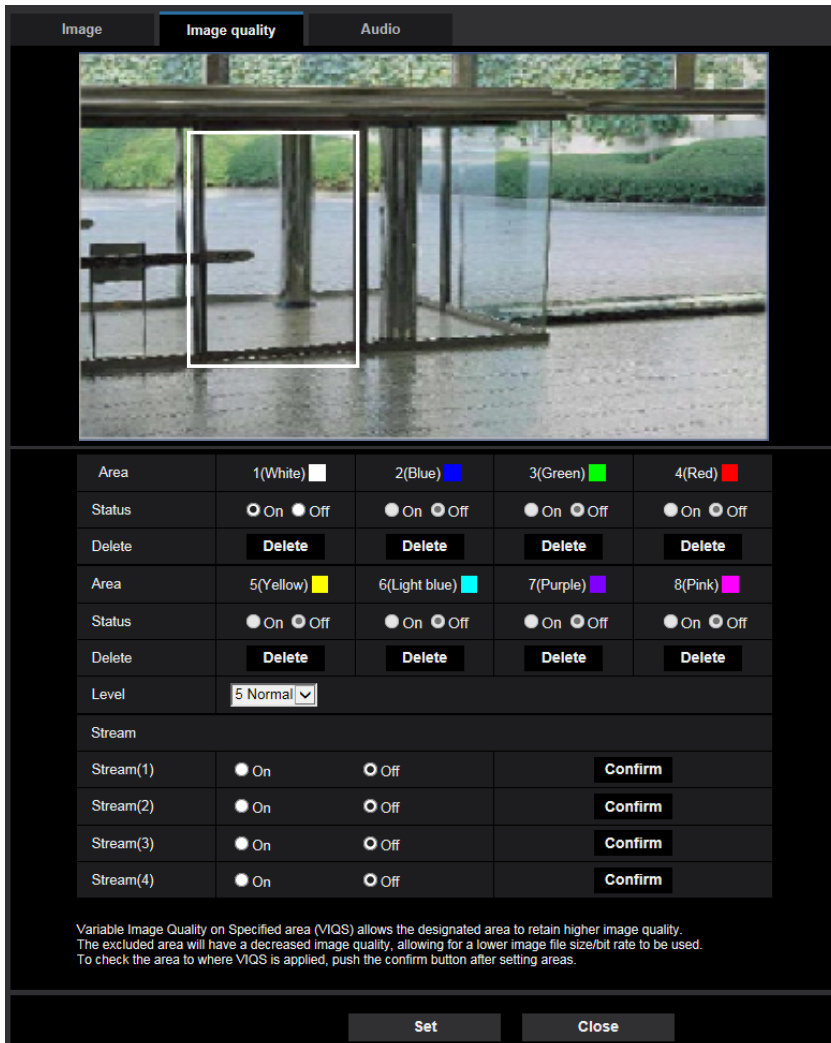 Image Image quality Audio
Area 1(White) 2(Blue) 3(Green) 4(Red)
Status On Off On Off On Off On Off
Delete Delete Delete Delete Delete
Area 5(Yellow) 6(Light blue) 7(Purple) 8(Pink)
Status On Off On Off On Off On Off
Delete Delete Delete Delete Delete
Level 5 Normal
Stream
Stream(1) On Off Confirm
Stream(2) On Off Confirm
Stream(3) On Off Confirm
Stream(4) On Off Confirm
Variable Image Quality on Specified area (VIQS) allows the designated area to retain higher image quality.
The excluded area will have a decreased image quality, allowing for a lower image file size/bit rate to be used.
To check the area to where VIQS is applied, push the confirm button after setting areas.
Set Close